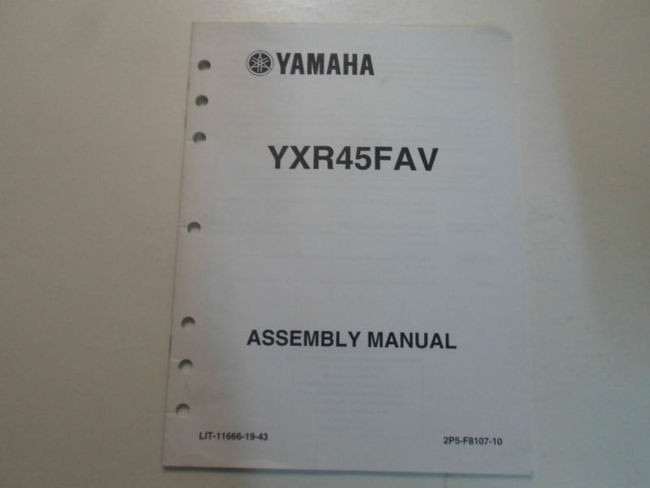 YAMAHA
YXR45FAV
ASSEMBLY MANUAL
LIT-11666-19-43
2P5-F8107-10